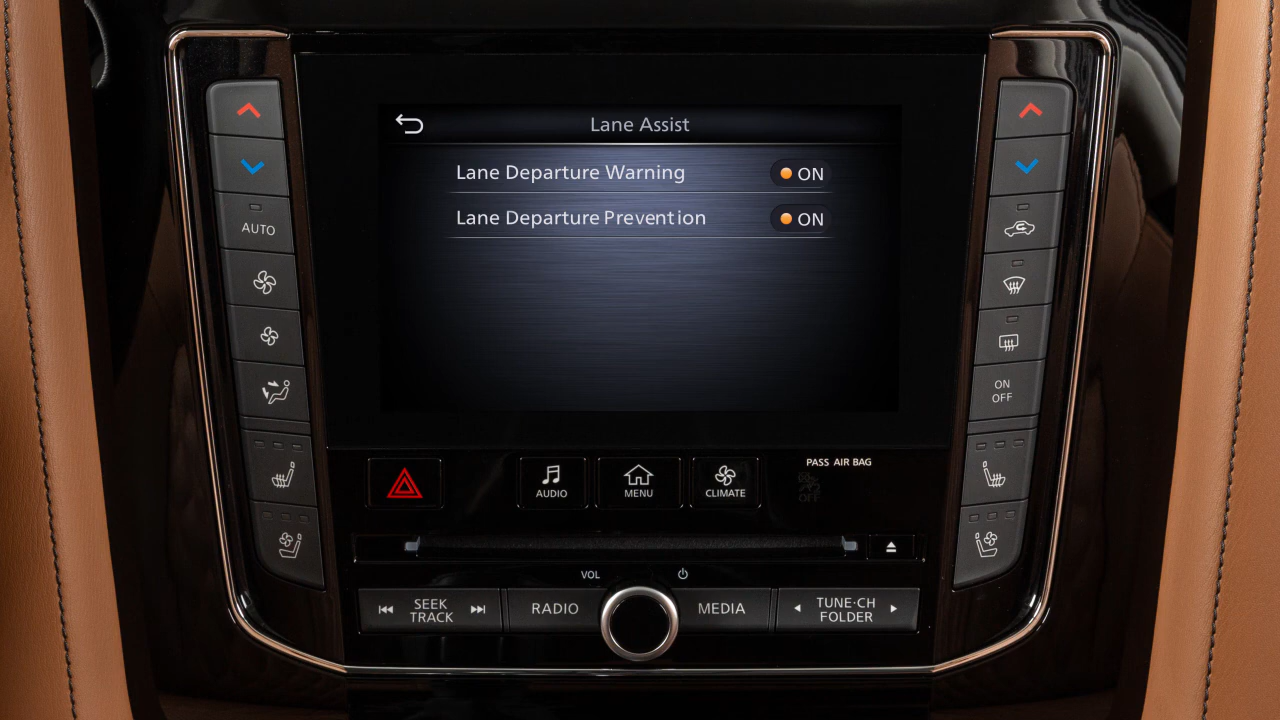 Lane Assist
Lane Departure Warning ON
Lane Departure Prevention ON
AUTO
ON
OFF
PASS AIR BAG
OFF
AUDIO
MENU
CLIMATE
VOL
SEEK
TRACK
RADIO
MEDIA
TUNE·CH
FOLDER